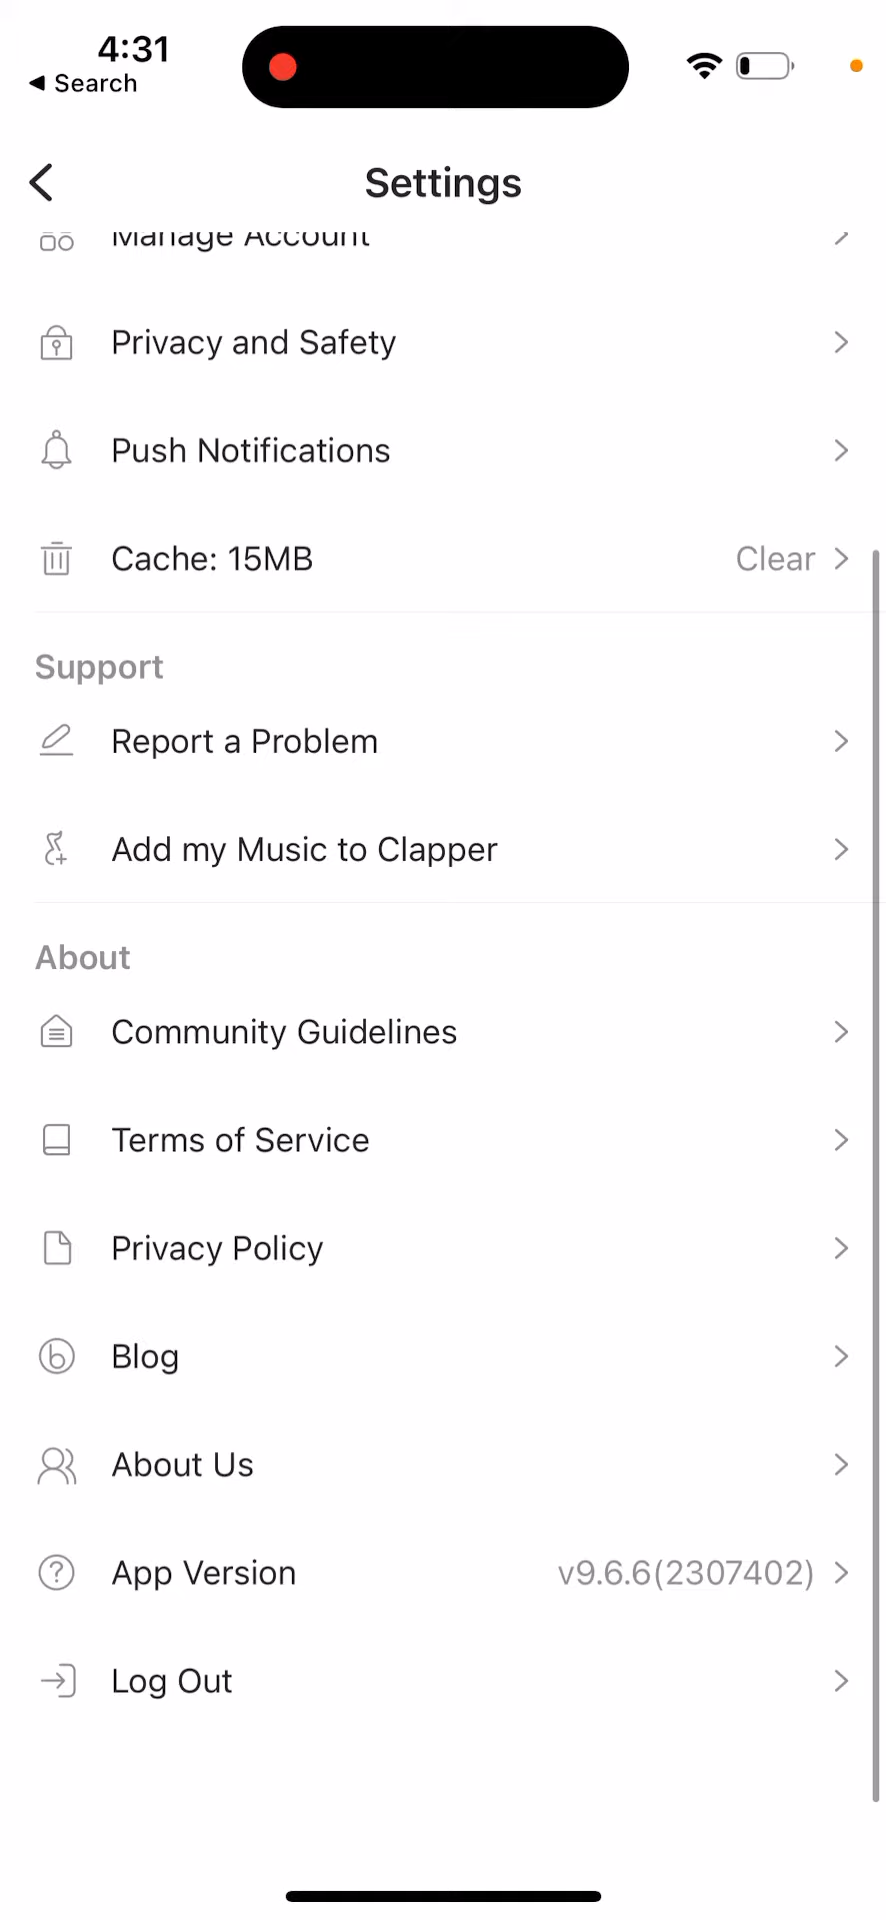 4:31
◀ Search
Settings
Manage Account
Privacy and Safety
Push Notifications
Cache: 15MB
Clear
Support
Report a Problem
Add my Music to Clapper
About
Community Guidelines
Terms of Service
Privacy Policy
Blog
About Us
App Version
v9.6.6(2307402)
Log Out